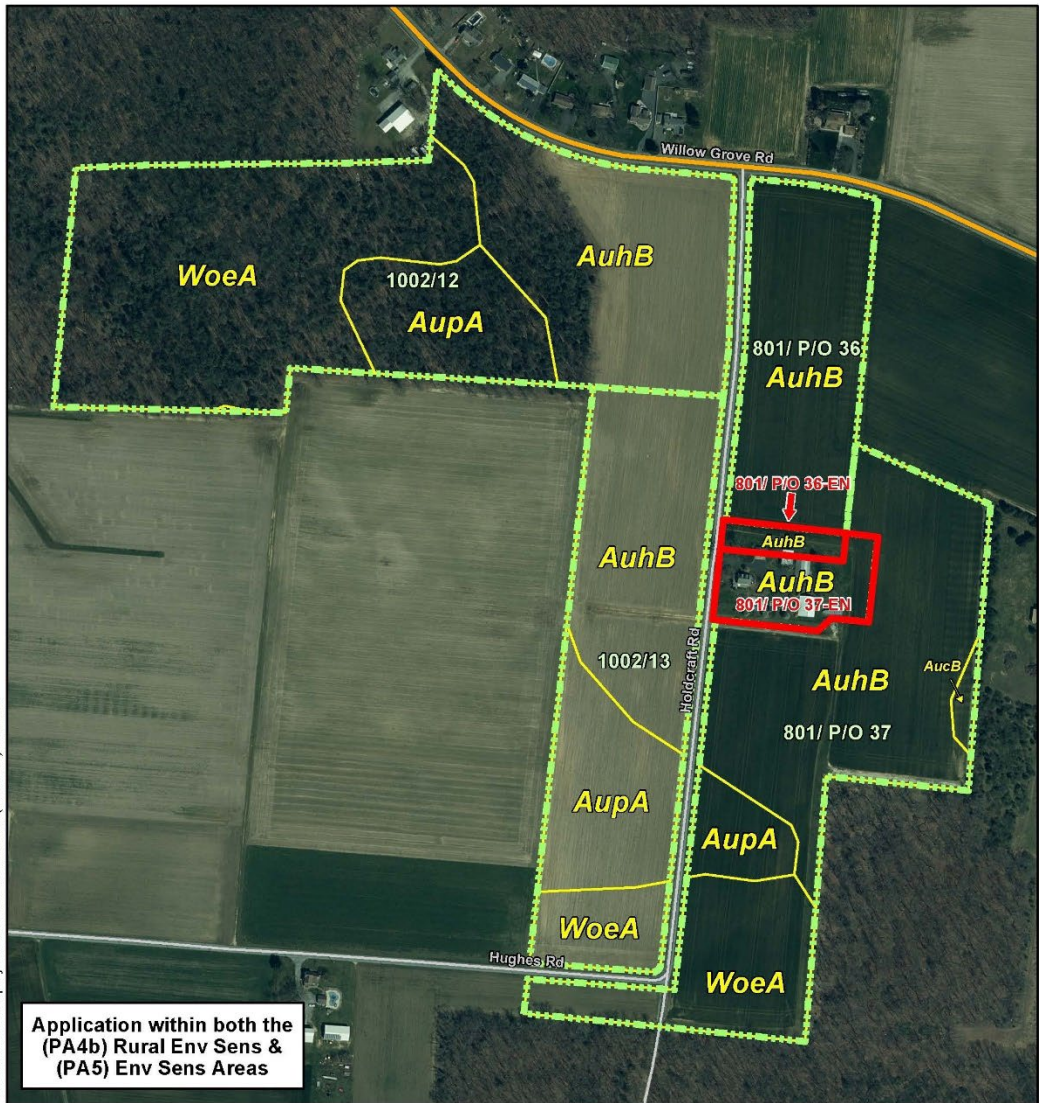 Willow Grove Rd
WoeA
1002/12
AupA
AuhB
801/ P/O 36
AuhB
801/ P/O 36-EN
AuhB
AuhB
801/ P/O 37-EN
AuhB
1002/13
Holdcraft Rd
AuhB
AucB
801/ P/O 37
AupA
AupA
WoeA
WoeA
Hughes Rd
Application within both the
(PA4b) Rural Env Sens &
(PA5) Env Sens Areas